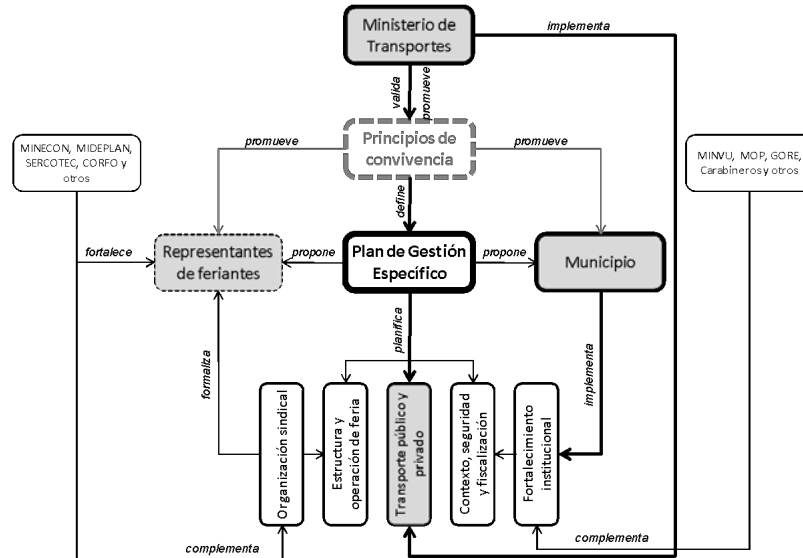 Ministerio de
Transportes
implementa
valida
promueve
MINECON, MIDEPLAN,
SERCOTEC, CORFO y
otros
promueve
Principios de
convivencia
promueve
MINVU, MOP, GORE,
Carabineros y otros
define
fortalece
Representantes
de feriantes
propone
Plan de Gestión
Específico
propone
Municipio
planifica
formaliza
implementa
Organización sindical
Estructura y
operación de feria
Transporte público y
privado
Contexto, seguridad
y fiscalización
Fortalecimiento
institucional
complementa
complementa